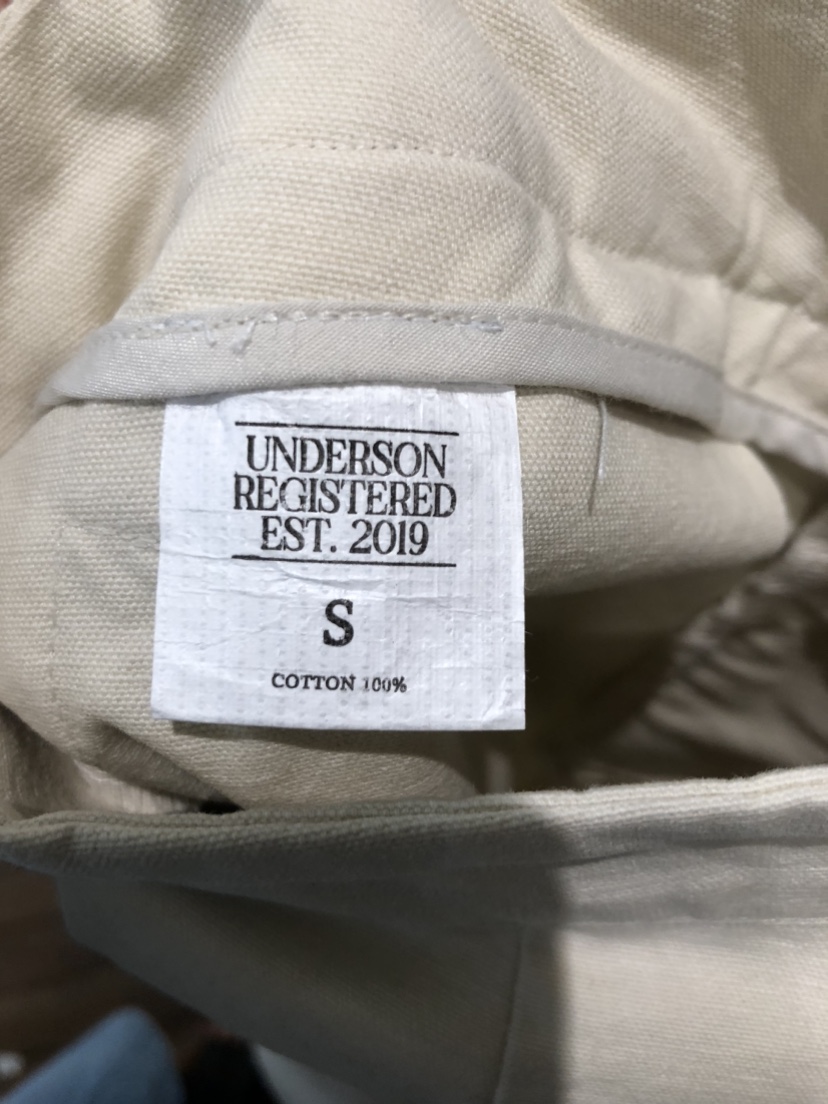 UNDERSON
REGISTERED
EST. 2019
S
COTTON 100%